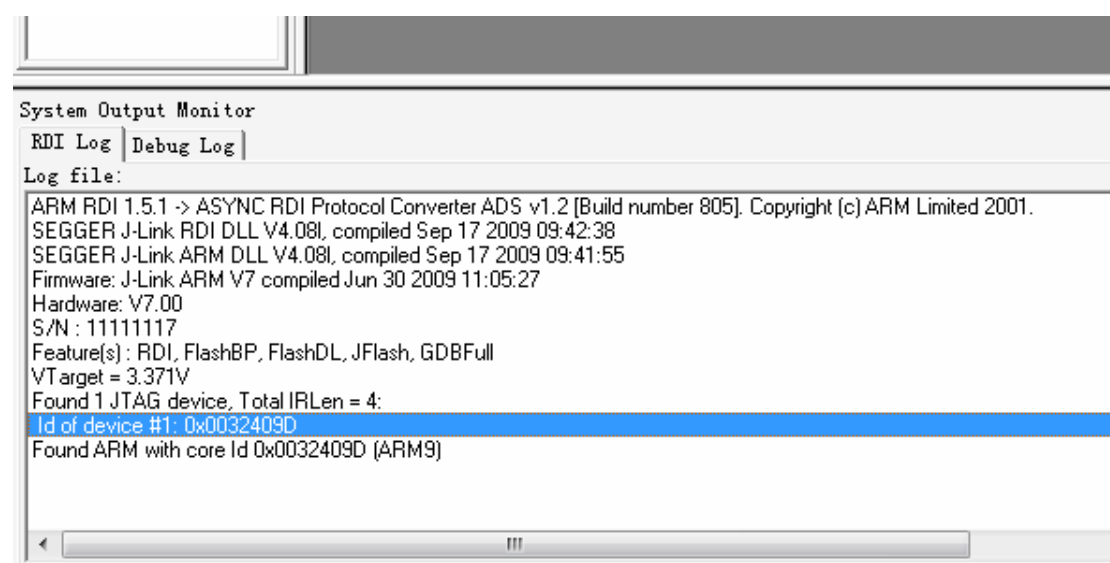 System Output Monitor
RDI Log Debug Log
Log file:
ARM RDI 1.5.1 -> ASYNC RDI Protocol Converter ADS v1.2 [Build number 805]. Copyright (c) ARM Limited 2001.
SEGGER J-Link RDI DLL V4.08l, compiled Sep 17 2009 09:42:38
SEGGER J-Link ARM DLL V4.08l, compiled Sep 17 2009 09:41:55
Firmware: J-Link ARM V7 compiled Jun 30 2009 11:05:27
Hardware: V7.00
S/N : 11111117
Feature(s) : RDI, FlashBP, FlashDL, JFlash, GDBFull
VTarget = 3.371V
Found 1 JTAG device, Total IRLen = 4:
Id of device #1: 0x0032409D
Found ARM with core Id 0x0032409D (ARM9)